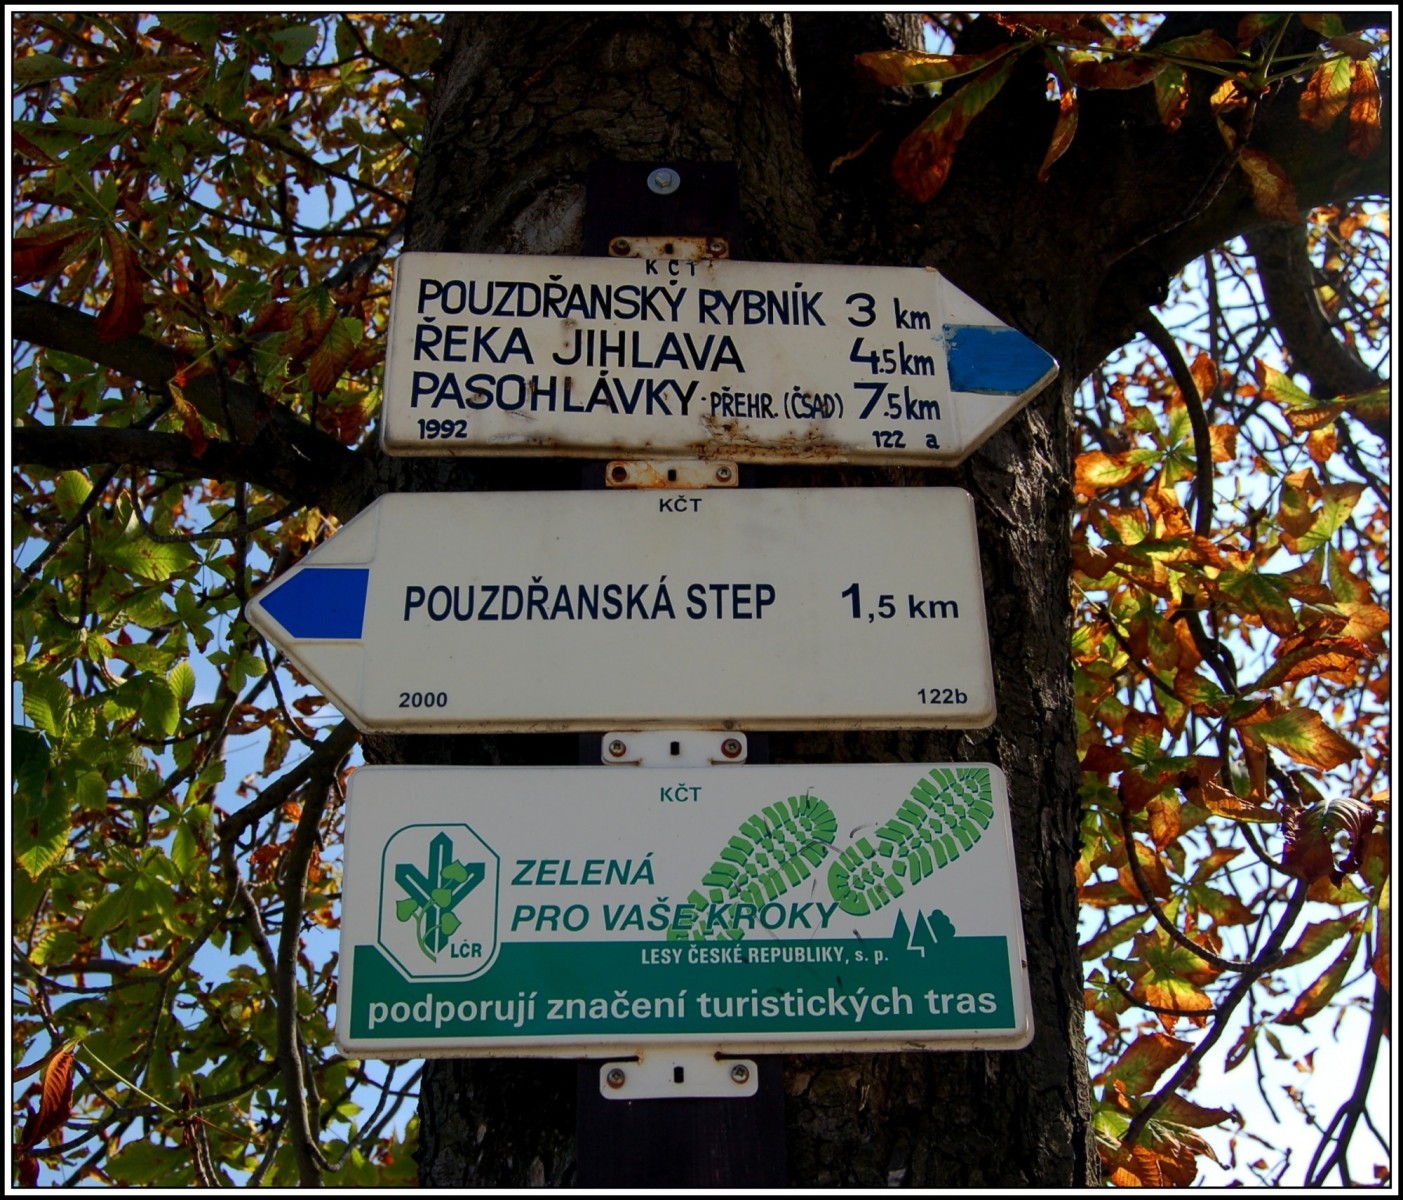 KČT
POUZDŘANSKÝ RYBNÍK 3 km
ŘEKA JIHLAVA 4.5 km
PASOHLÁVKY - PŘEHR. (ČSAD) 7.5 km
1992 122 a
KČT
POUZDŘANSKÁ STEP 1,5 km
2000 122b
KČT
ZELENÁ
PRO VAŠE KROKY
LČR
LESY ČESKÉ REPUBLIKY, s. p.
podporují značení turistických tras